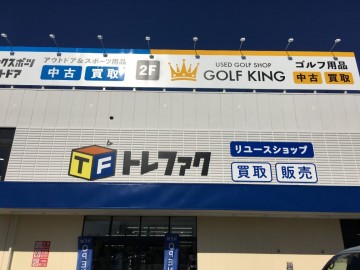 ックスポーツ
トドア
アウトドア&スポーツ用品
中古 買取
2F
USED GOLF SHOP
GOLF KING
ゴルフ用品
中古 買取
TF
トレファク
リユースショップ
買取 販売
OPEN